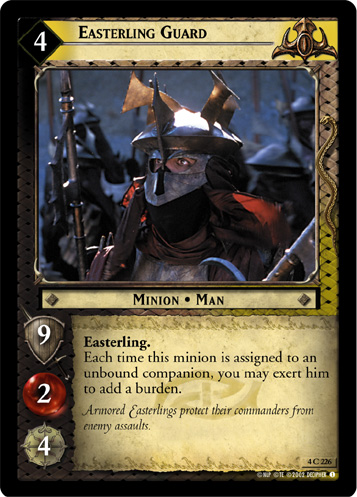 4
EASTERLING GUARD
MINION • MAN
9
Easterling.
Each time this minion is assigned to an
unbound companion, you may exert him
to add a burden.
2
Armored Easterlings protect their commanders from
enemy assaults.
4
4 C 226